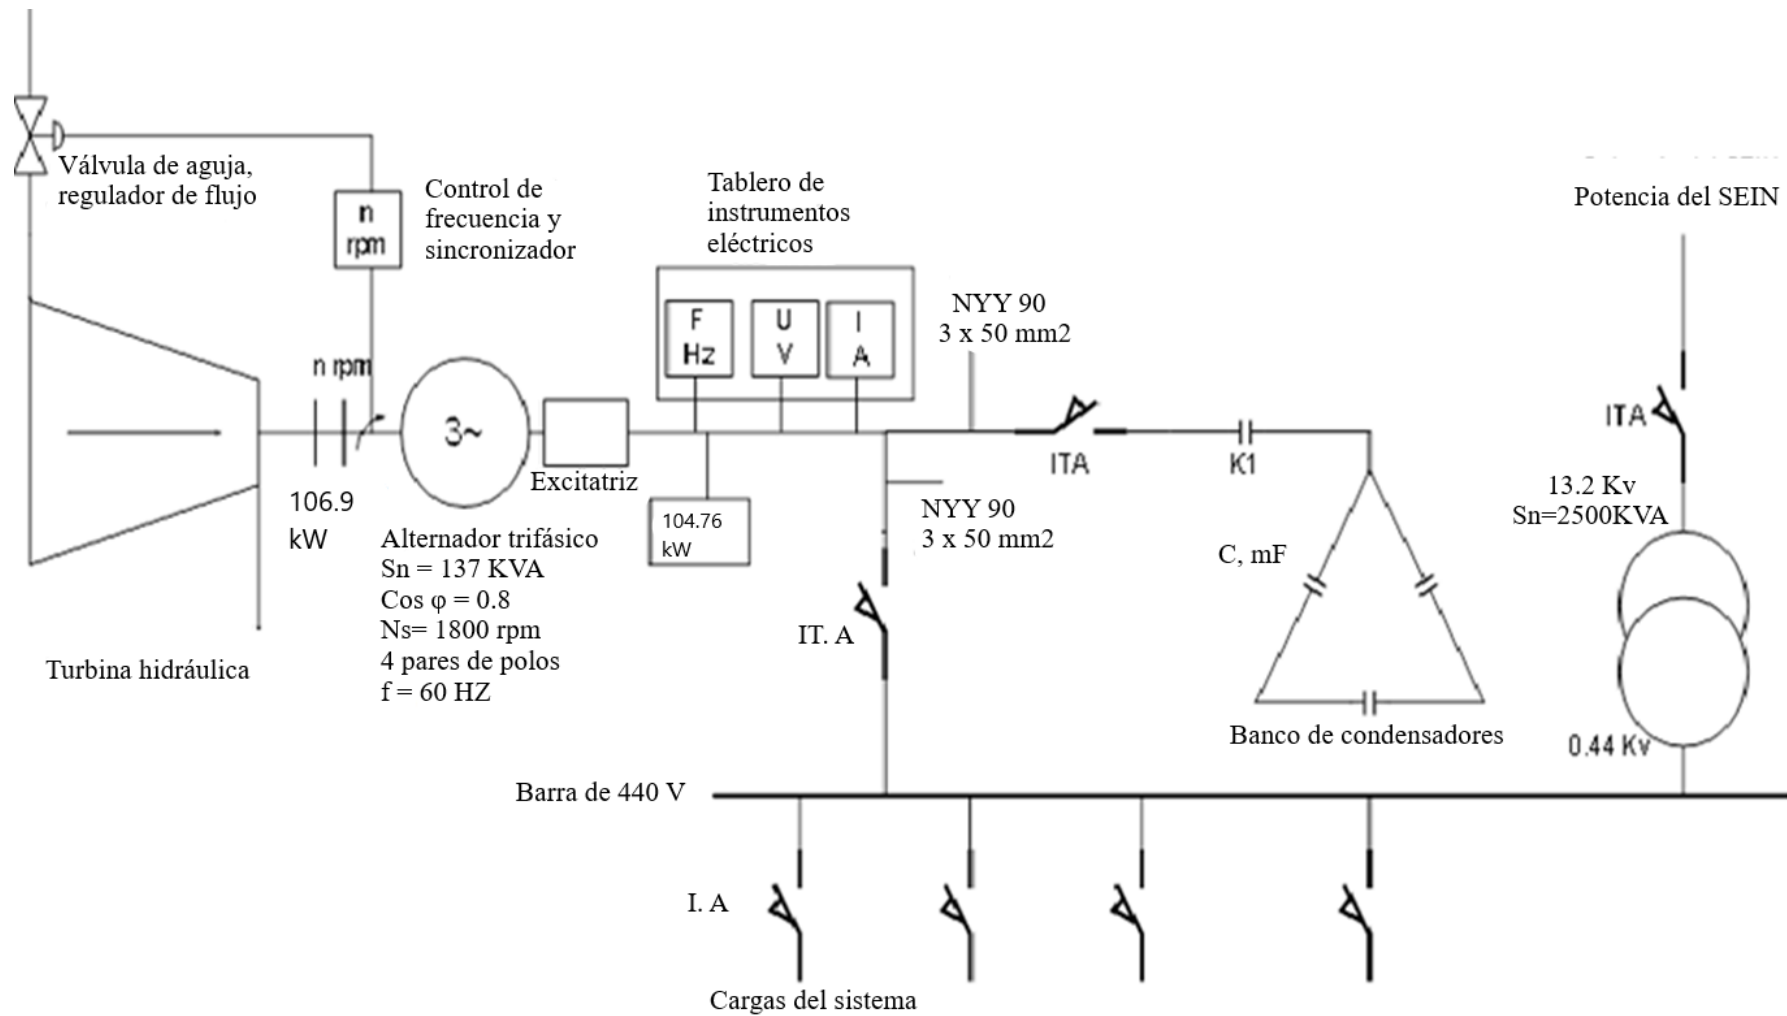 Válvula de aguja,
regulador de flujo
n
rpm
Control de
frecuencia y
sincronizador
Tablero de
instrumentos
eléctricos
F
Hz
U
V
I
A
NYY 90
3 x 50 mm2
Potencia del SEIN
ITA
13.2 Kv
Sn=2500KVA
n rpm
3~
Excitatriz
ITA
K1
106.9
kW
104.76
kW
NYY 90
3 x 50 mm2
Alternador trifásico
Sn = 137 KVA
Cos φ = 0.8
Ns= 1800 rpm
4 pares de polos
f = 60 HZ
C, mF
IT. A
Turbina hidráulica
Banco de condensadores
0.44 Kv
Barra de 440 V
I. A
Cargas del sistema